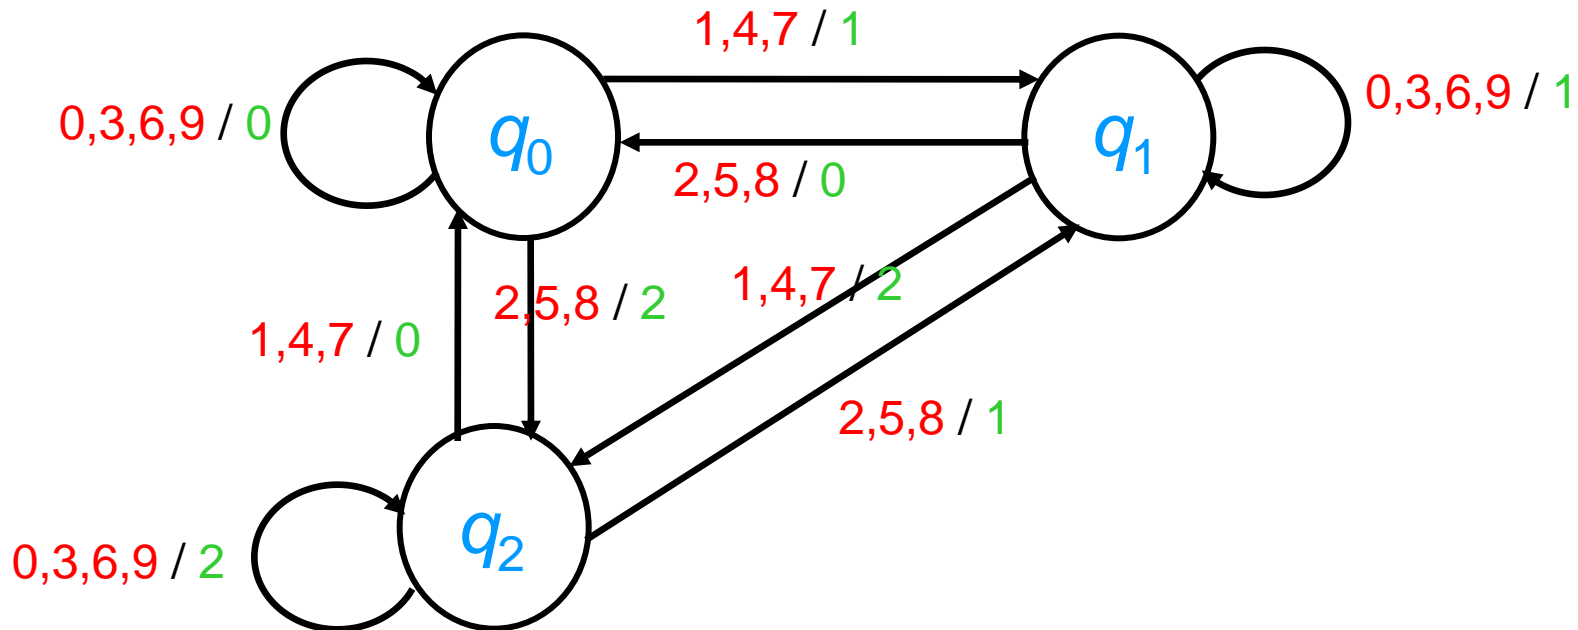 1,4,7 / 1
0,3,6,9 / 0
q0
q1
0,3,6,9 / 1
2,5,8 / 0
1,4,7 / 2
2,5,8 / 2
1,4,7 / 0
2,5,8 / 1
q2
0,3,6,9 / 2